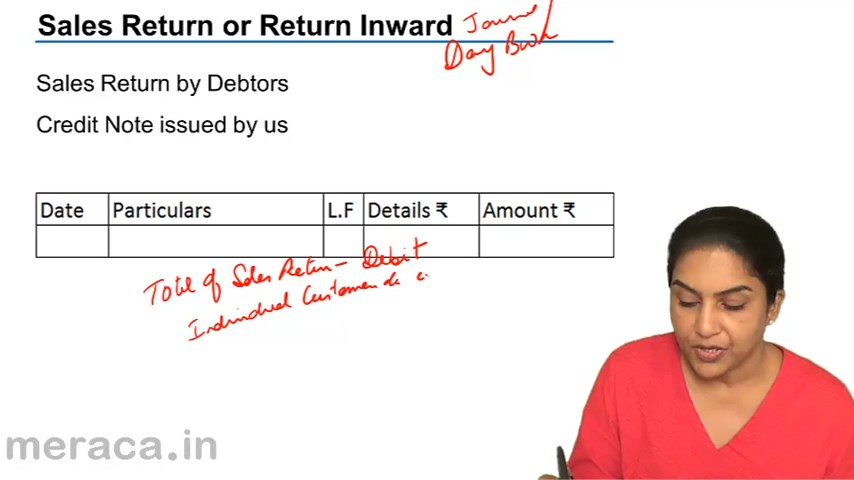 Sales Return or Return Inward Journal/
Day Book
Sales Return by Debtors
Credit Note issued by us
Date Particulars L.F Details ₹ Amount ₹
Total of Sales Return - Debit
Individual Customer
meraca.in